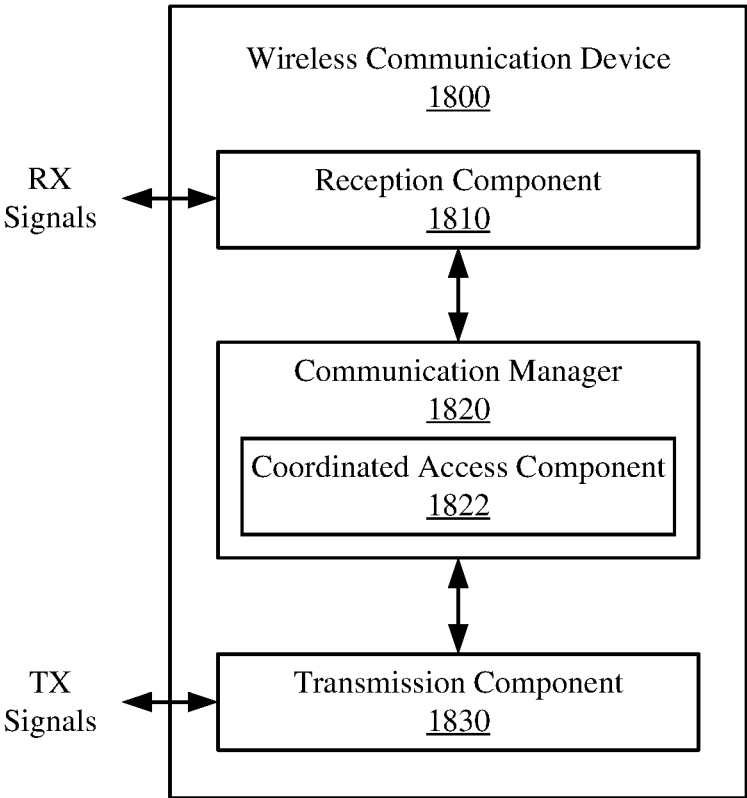 Wireless Communication Device
1800
RX
Signals
Reception Component
1810
Communication Manager
1820
Coordinated Access Component
1822
TX
Signals
Transmission Component
1830